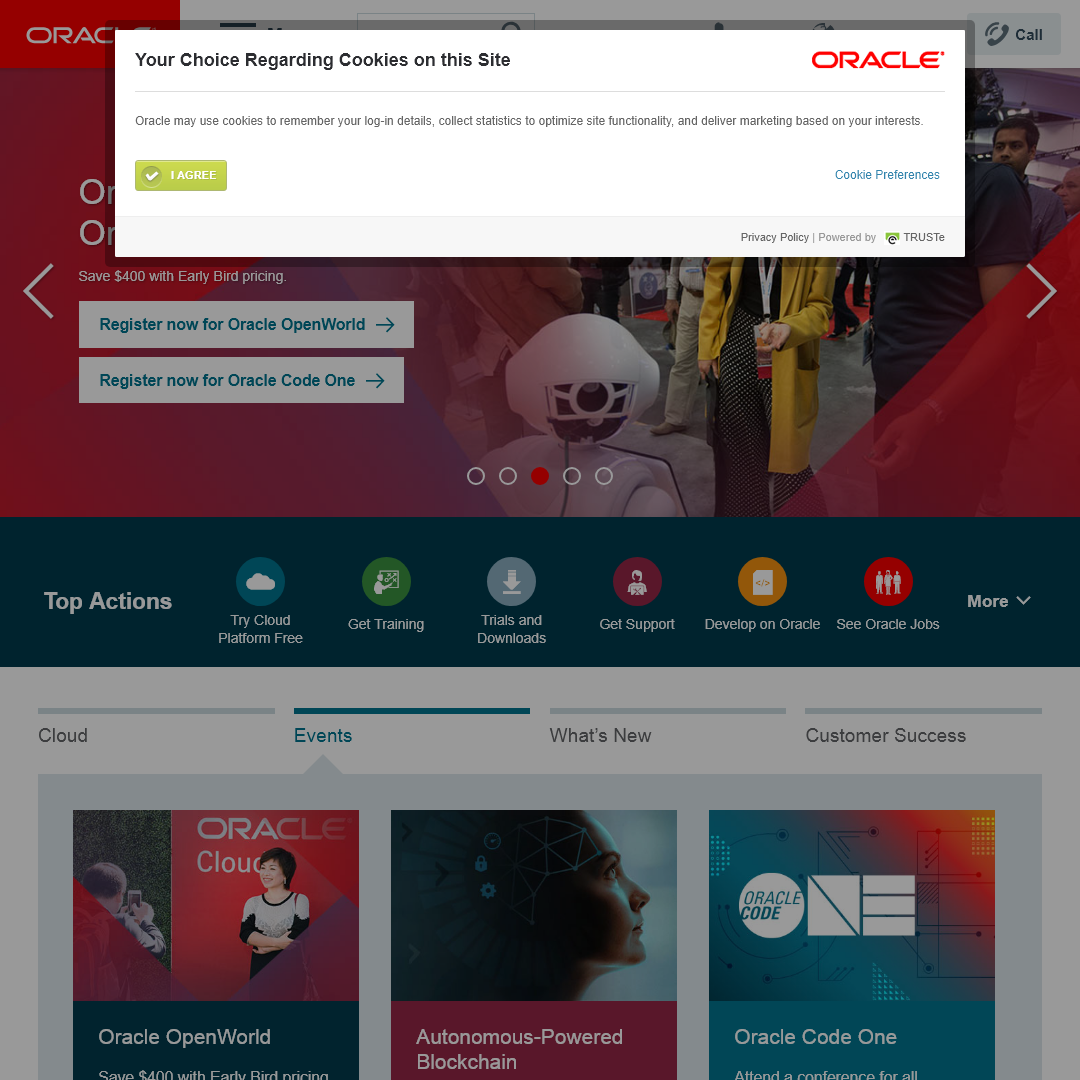 ORAC
Call
Your Choice Regarding Cookies on this Site
ORACLE
Oracle may use cookies to remember your log-in details, collect statistics to optimize site functionality, and deliver marketing based on your interests.
I AGREE
Cookie Preferences
Privacy Policy | Powered by TRUSTe
Or
Or
Save $400 with Early Bird pricing.
Register now for Oracle OpenWorld
Register now for Oracle Code One
Top Actions
Try Cloud
Platform Free
Get Training
Trials and
Downloads
Get Support
</>
Develop on Oracle
See Oracle Jobs
More
Cloud
Events
What's New
Customer Success
ORACLE
Cloud
ORACLE
CODE
ONE
Oracle OpenWorld
Save $400 with Early Bird pricing
Autonomous-Powered
Blockchain
Oracle Code One
Attend a conference for all